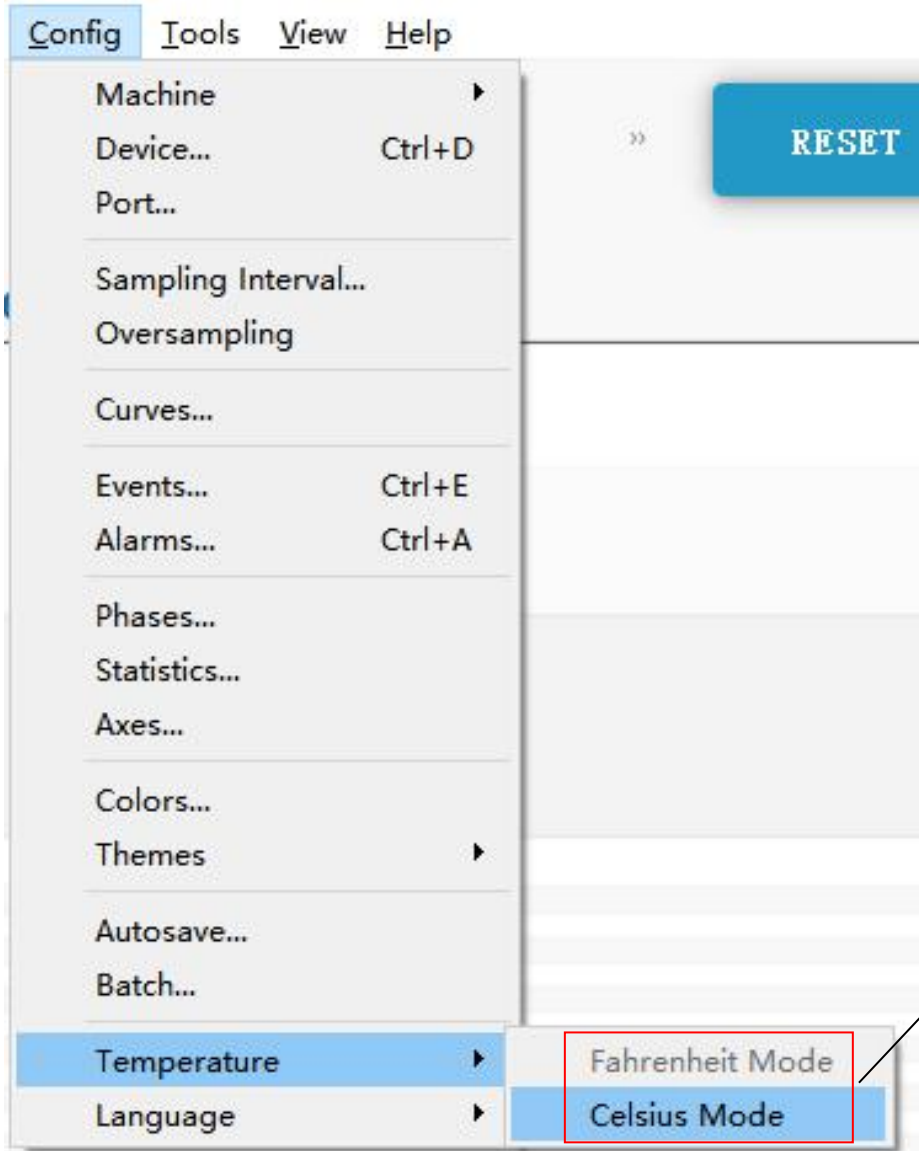 Config Tools View Help
Machine
Device... Ctrl+D
» RESET
Port...
Sampling Interval...
Oversampling
Curves...
Events... Ctrl+E
Alarms... Ctrl+A
Phases...
Statistics...
Axes...
Colors...
Themes
Autosave...
Batch...
Temperature
Fahrenheit Mode
Language
Celsius Mode